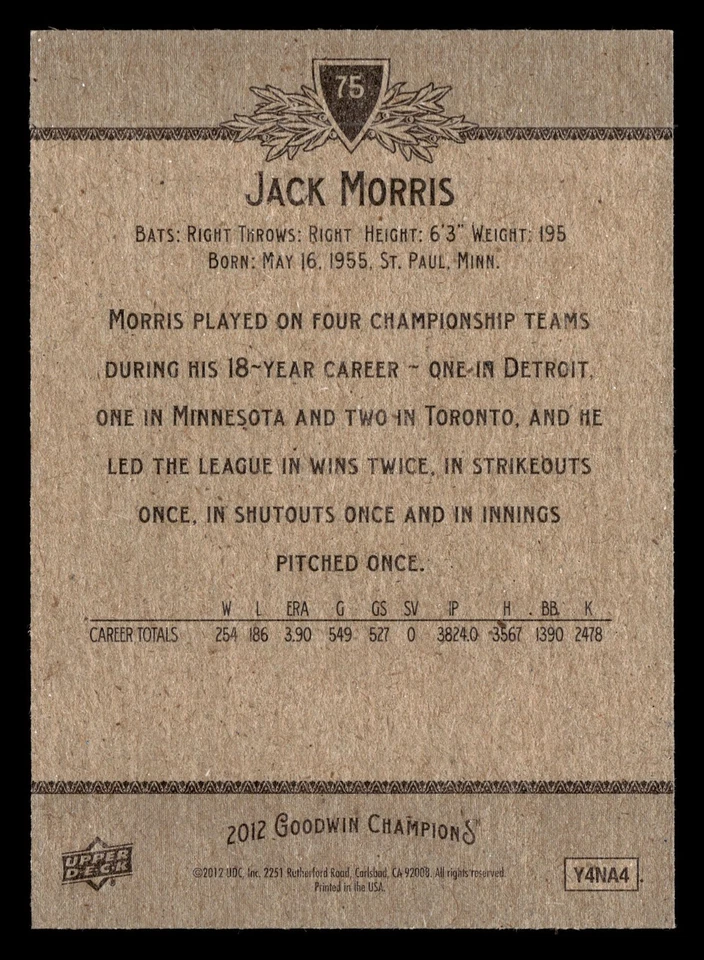 75
Jack Morris
Bats: Right Throws: Right Height: 6'3" Weight: 195
Born: May 16, 1955, St. Paul, Minn.
Morris played on four championship teams
during his 18~year career ~ one in Detroit,
one in Minnesota and two in Toronto, and he
led the league in wins twice, in strikeouts
once, in shutouts once and in innings
pitched once.
W L ERA G GS SV IP H BB K
CAREER TOTALS 254 186 3.90 549 527 0 3824.0 3567 1390 2478
2012 Goodwin Champions
UPPER DECK
©2012 UDC, Inc. 2251 Rutherford Road, Carlsbad, CA 92008. All rights reserved.
Printed in the USA.
Y4NA4